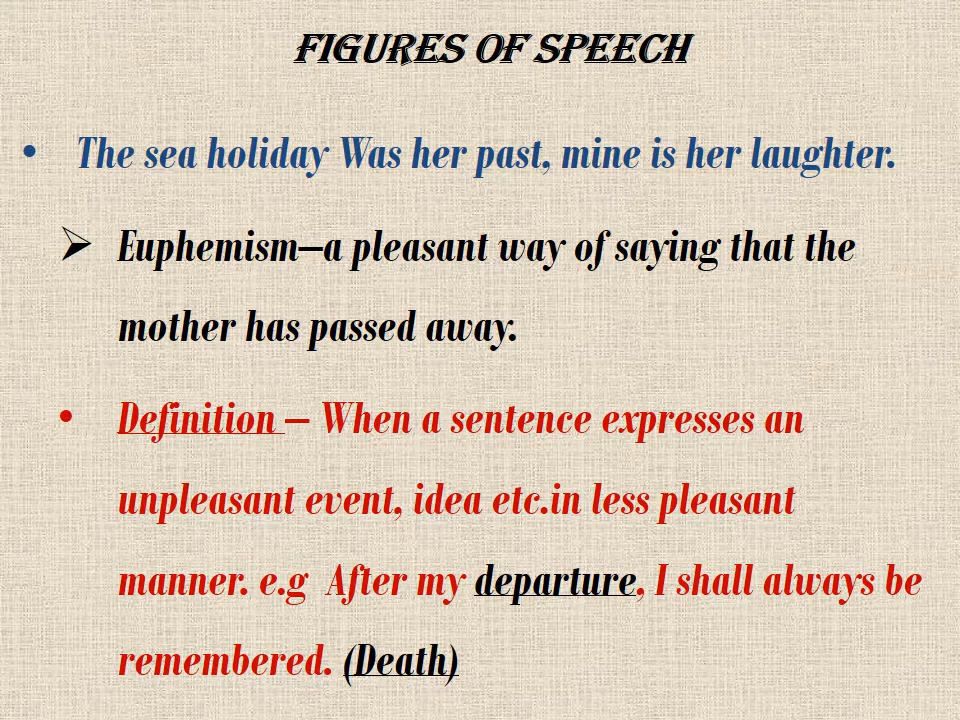 FIGURES OF SPEECH
• The sea holiday Was her past, mine is her laughter.
➢ Euphemism–a pleasant way of saying that the
mother has passed away.
• Definition – When a sentence expresses an
unpleasant event, idea etc.in less pleasant
manner. e.g After my departure, I shall always be
remembered. (Death)